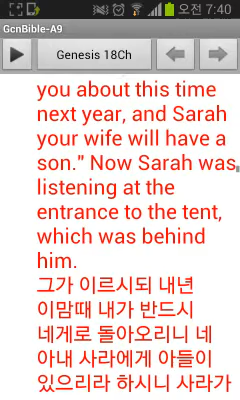 오전 7:40
GcnBible-A9
Genesis 18Ch
you about this time
next year, and Sarah
your wife will have a
son." Now Sarah was
listening at the
entrance to the tent,
which was behind
him.
그가 이르시되 내년
이맘때 내가 반드시
네게로 돌아오리니 네
아내 사라에게 아들이
있으리라 하시니 사라가